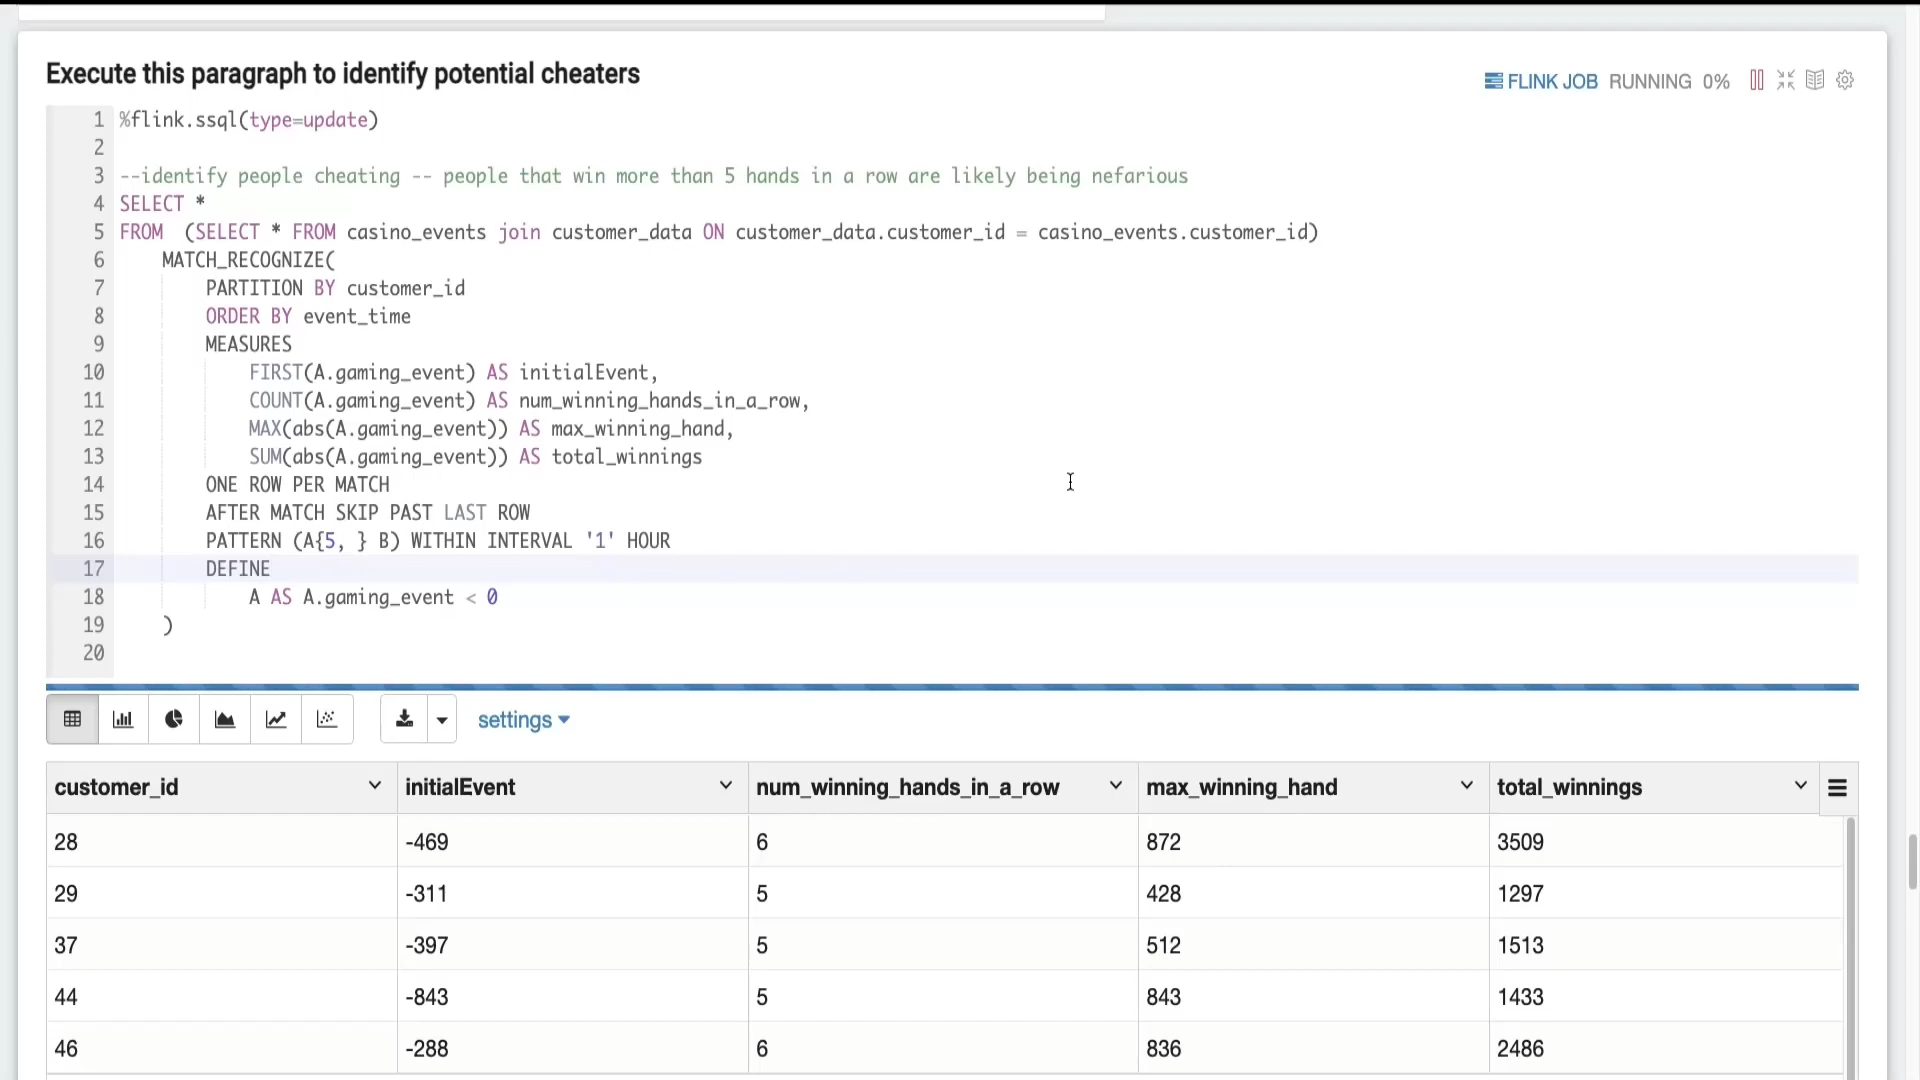 Execute this paragraph to identify potential cheaters
FLINK JOB RUNNING 0%
1 %flink.ssql(type=update)
2
3 --identify people cheating -- people that win more than 5 hands in a row are likely being nefarious
4 SELECT *
5 FROM (SELECT * FROM casino_events join customer_data ON customer_data.customer_id = casino_events.customer_id)
6 MATCH_RECOGNIZE(
7 PARTITION BY customer_id
8 ORDER BY event_time
9 MEASURES
10 FIRST(A.gaming_event) AS initialEvent,
11 COUNT(A.gaming_event) AS num_winning_hands_in_a_row,
12 MAX(abs(A.gaming_event)) AS max_winning_hand,
13 SUM(abs(A.gaming_event)) AS total_winnings
14 ONE ROW PER MATCH
15 AFTER MATCH SKIP PAST LAST ROW
16 PATTERN (A{5, } B) WITHIN INTERVAL '1' HOUR
17 DEFINE
18 A AS A.gaming_event < 0
19 )
20
settings
customer_id initialEvent num_winning_hands_in_a_row max_winning_hand total_winnings
28 -469 6 872 3509
29 -311 5 428 1297
37 -397 5 512 1513
44 -843 5 843 1433
46 -288 6 836 2486